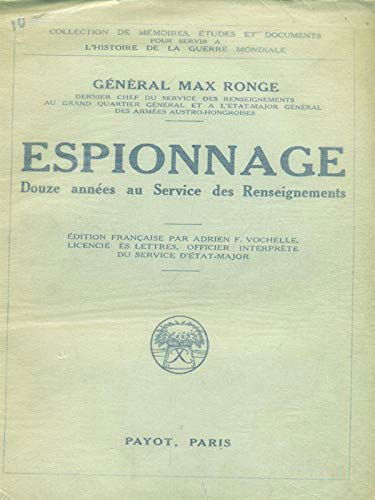 10
COLLECTION DE MÉMOIRES, ÉTUDES ET DOCUMENTS
POUR SERVIR A
L'HISTOIRE DE LA GUERRE MONDIALE
GÉNÉRAL MAX RONGE
DERNIER CHEF DU SERVICE DES RENSEIGNEMENTS
AU GRAND QUARTIER GÉNÉRAL ET A L'ÉTAT-MAJOR GÉNÉRAL
DES ARMÉES AUSTRO-HONGROISES
ESPIONNAGE
Douze années au Service des Renseignements
ÉDITION FRANÇAISE PAR ADRIEN F. VOCHELLE,
LICENCIÉ ÈS LETTRES, OFFICIER INTERPRÈTE
DU SERVICE D'ÉTAT-MAJOR
PAYOT, PARIS